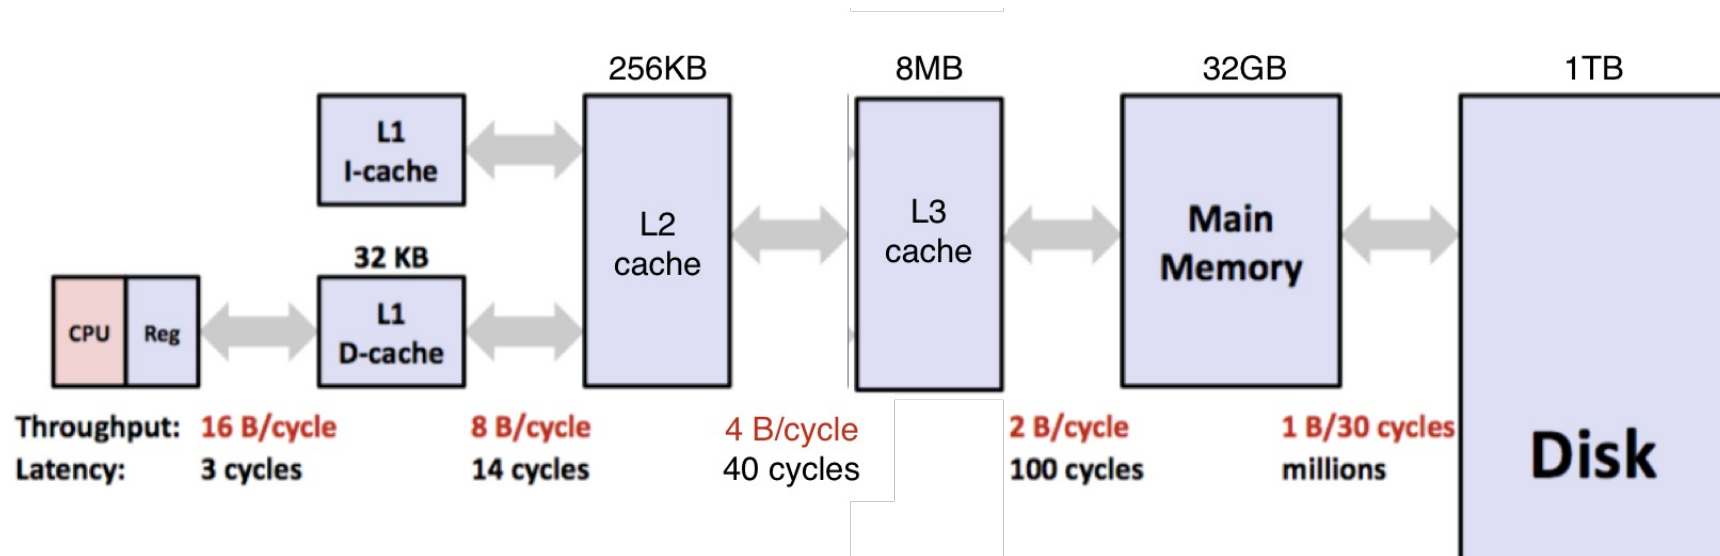 256KB
8MB
32GB
1TB
L1
I-cache
L2
cache
L3
cache
Main
Memory
32 KB
CPU
Reg
L1
D-cache
Throughput: 16 B/cycle 8 B/cycle 4 B/cycle 2 B/cycle 1 B/30 cycles
Latency: 3 cycles 14 cycles 40 cycles 100 cycles millions
Disk